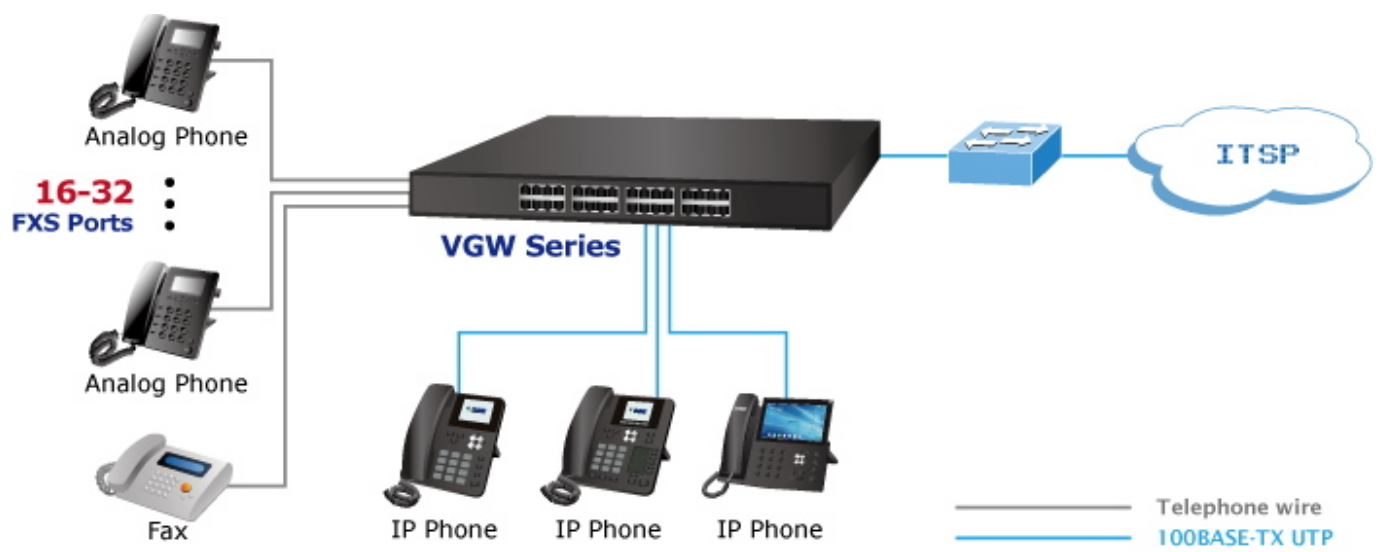 Analog Phone
16-32
FXS Ports
VGW Series
ITSP
Analog Phone
Fax
IP Phone
IP Phone
IP Phone
Telephone wire
100BASE-TX UTP